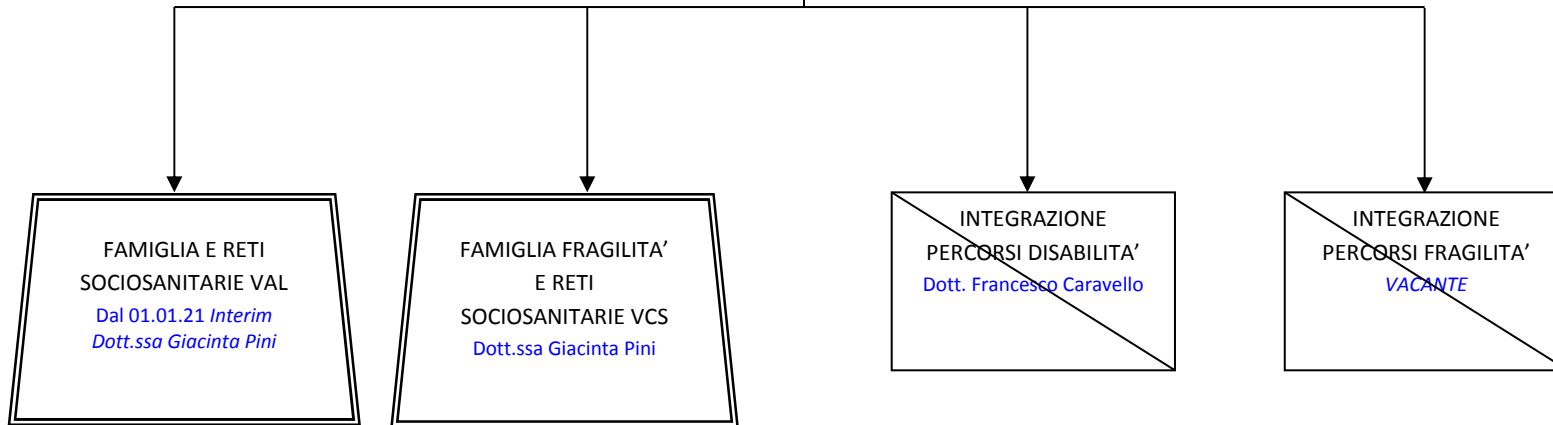 FAMIGLIA E RETI
SOCIOSANITARIE VAL
Dal 01.01.21 Interim
Dott.ssa Giacinta Pini
FAMIGLIA FRAGILITA’
E RETI
SOCIOSANITARIE VCS
Dott.ssa Giacinta Pini
INTEGRAZIONE
PERCORSI DISABILITA’
Dott. Francesco Caravello
INTEGRAZIONE
PERCORSI FRAGILITA’
VACANTE